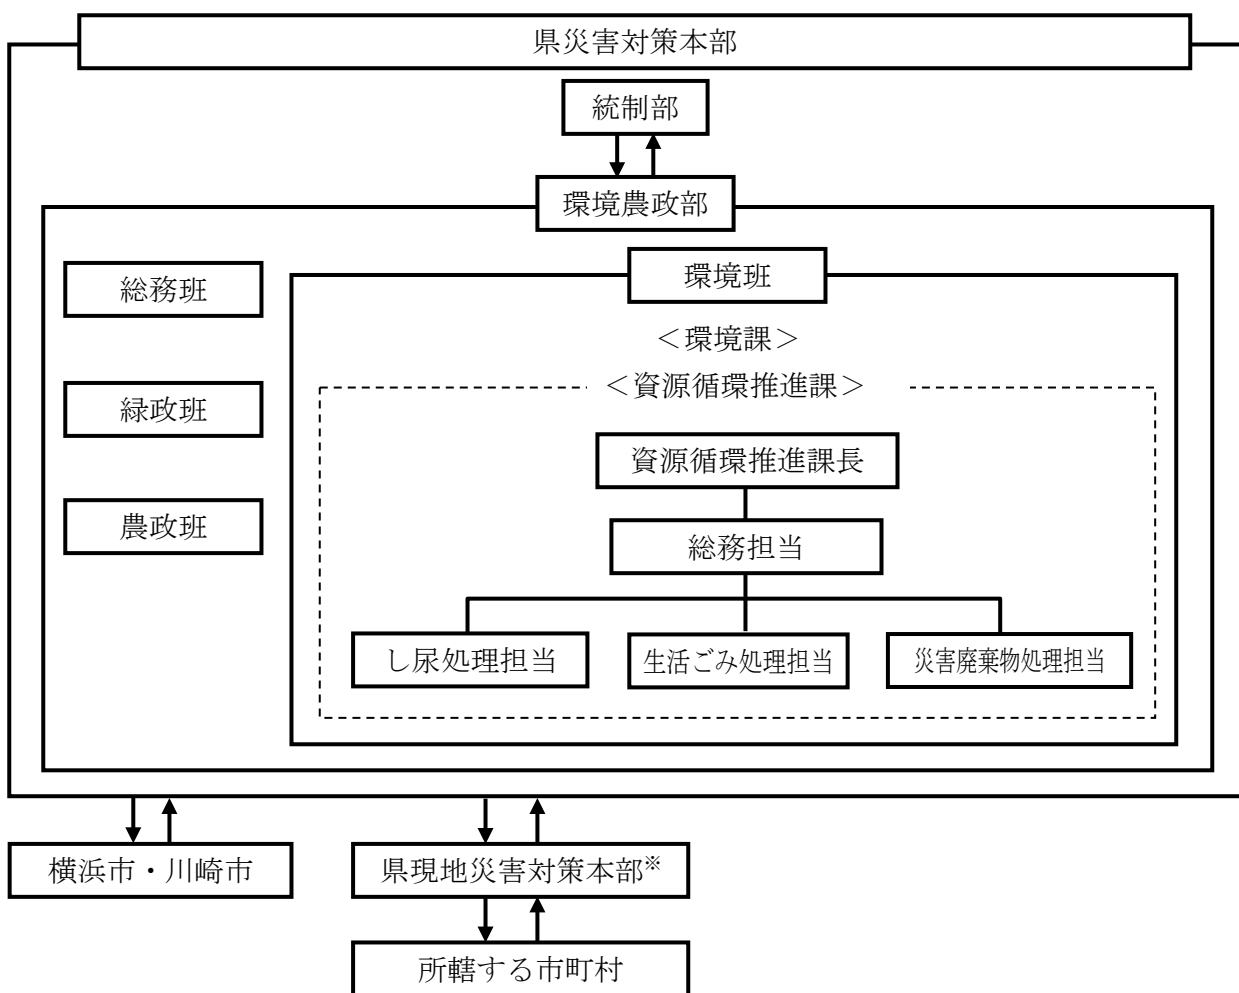 県災害対策本部
統制部
環境農政部
総務班
緑政班
農政班
環境班
＜環境課＞
＜資源循環推進課＞
資源循環推進課長
総務担当
し尿処理担当
生活ごみ処理担当
災害廃棄物処理担当
横浜市・川崎市
県現地災害対策本部※
所轄する市町村